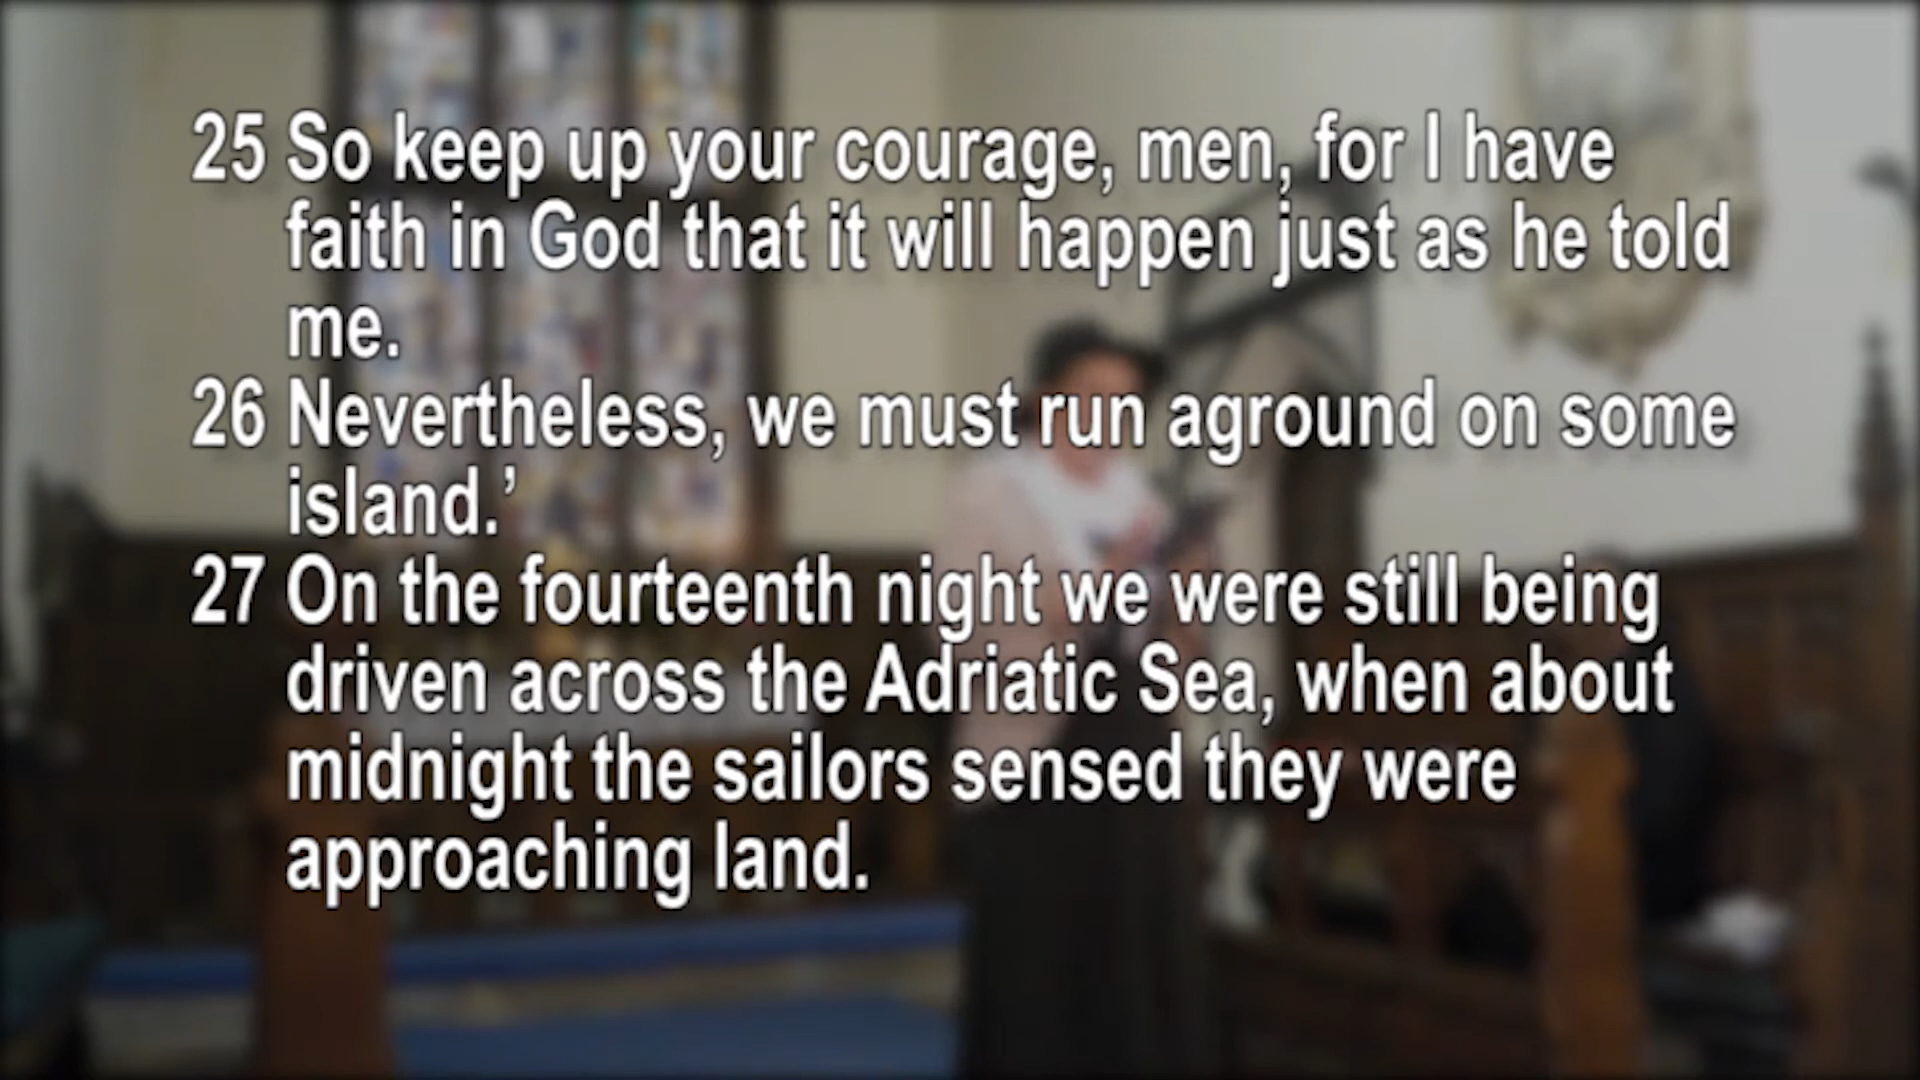 25 So keep up your courage, men, for I have
faith in God that it will happen just as he told
me.
26 Nevertheless, we must run aground on some
island.’
27 On the fourteenth night we were still being
driven across the Adriatic Sea, when about
midnight the sailors sensed they were
approaching land.